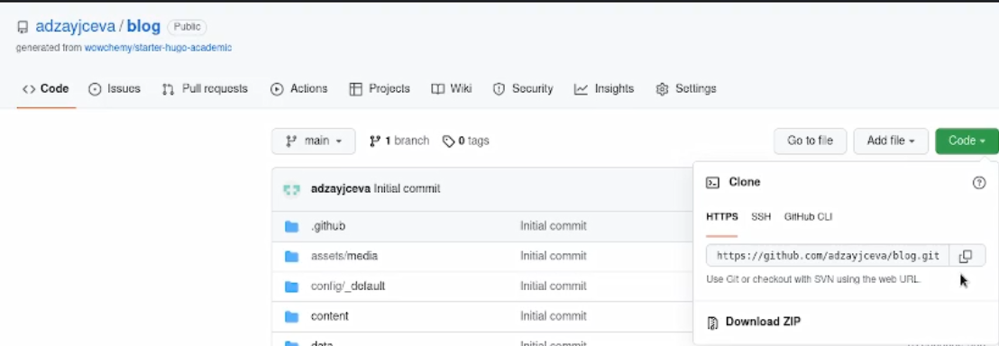 adzayjceva / blog Public
generated from wowchemy/starter-hugo-academic
Code Issues Pull requests Actions Projects Wiki Security Insights Settings
main 1 branch 0 tags Go to file Add file Code
adzayjceva Initial commit
.github Initial commit
assets/media Initial commit
config/_default Initial commit
content Initial commit
data
Clone
HTTPS SSH GitHub CLI
https://github.com/adzayjceva/blog.git
Use Git or checkout with SVN using the web URL.
Download ZIP